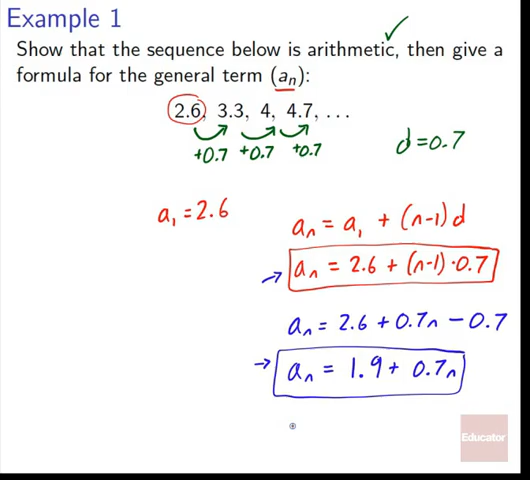 Example 1
Show that the sequence below is arithmetic, then give a
formula for the general term (aₙ):
2.6, 3.3, 4, 4.7, ...
+0.7 +0.7 +0.7
d=0.7
a₁ = 2.6
aₙ = a₁ + (n-1)d
aₙ = 2.6 + (n-1)·0.7
aₙ = 2.6 + 0.7n - 0.7
aₙ = 1.9 + 0.7n
Educator